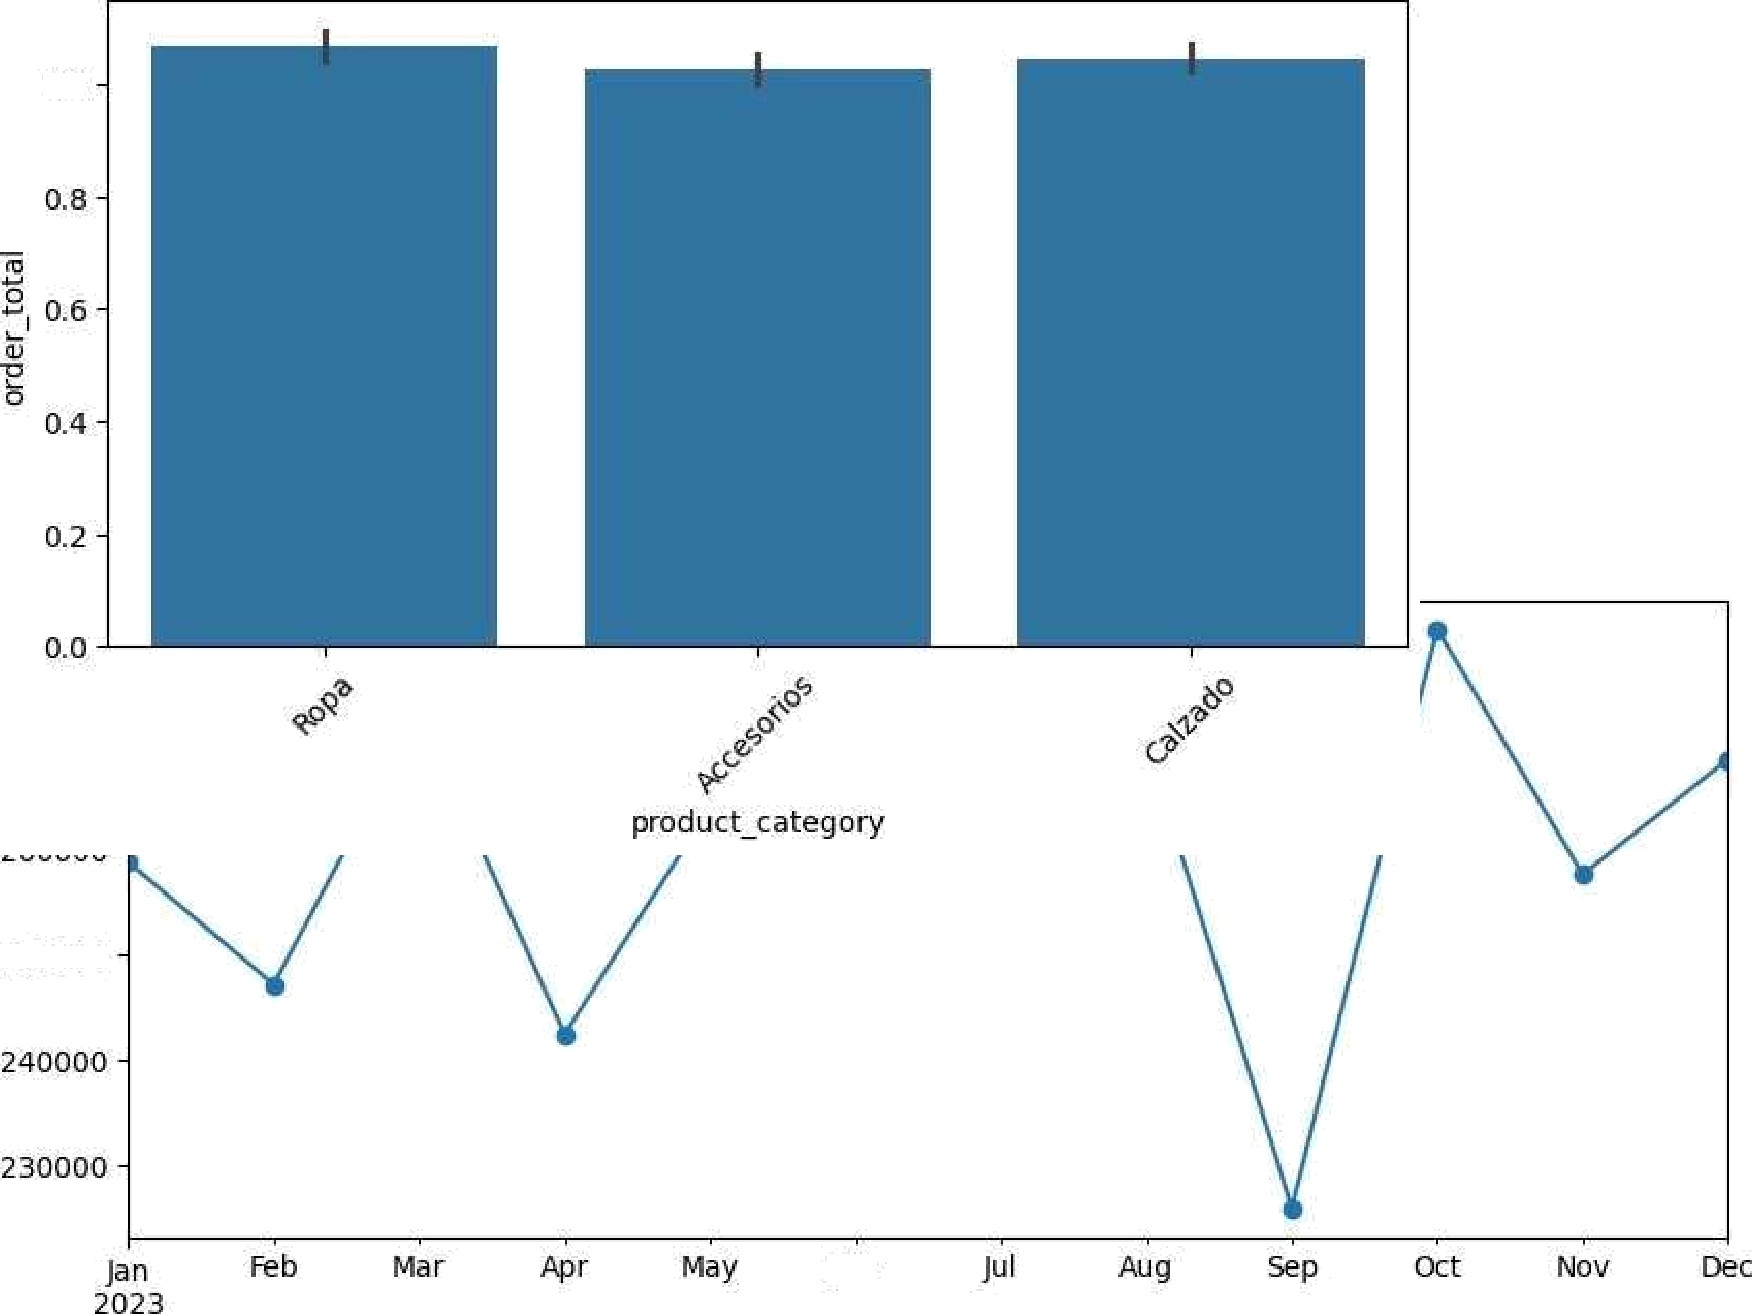 0.8
0.6
0.4
0.2
0.0
order_total
Ropa
Accesorios
Calzado
product_category
240000
230000
Jan
2023
Feb
Mar
Apr
May
Jul
Aug
Sep
Oct
Nov
Dec